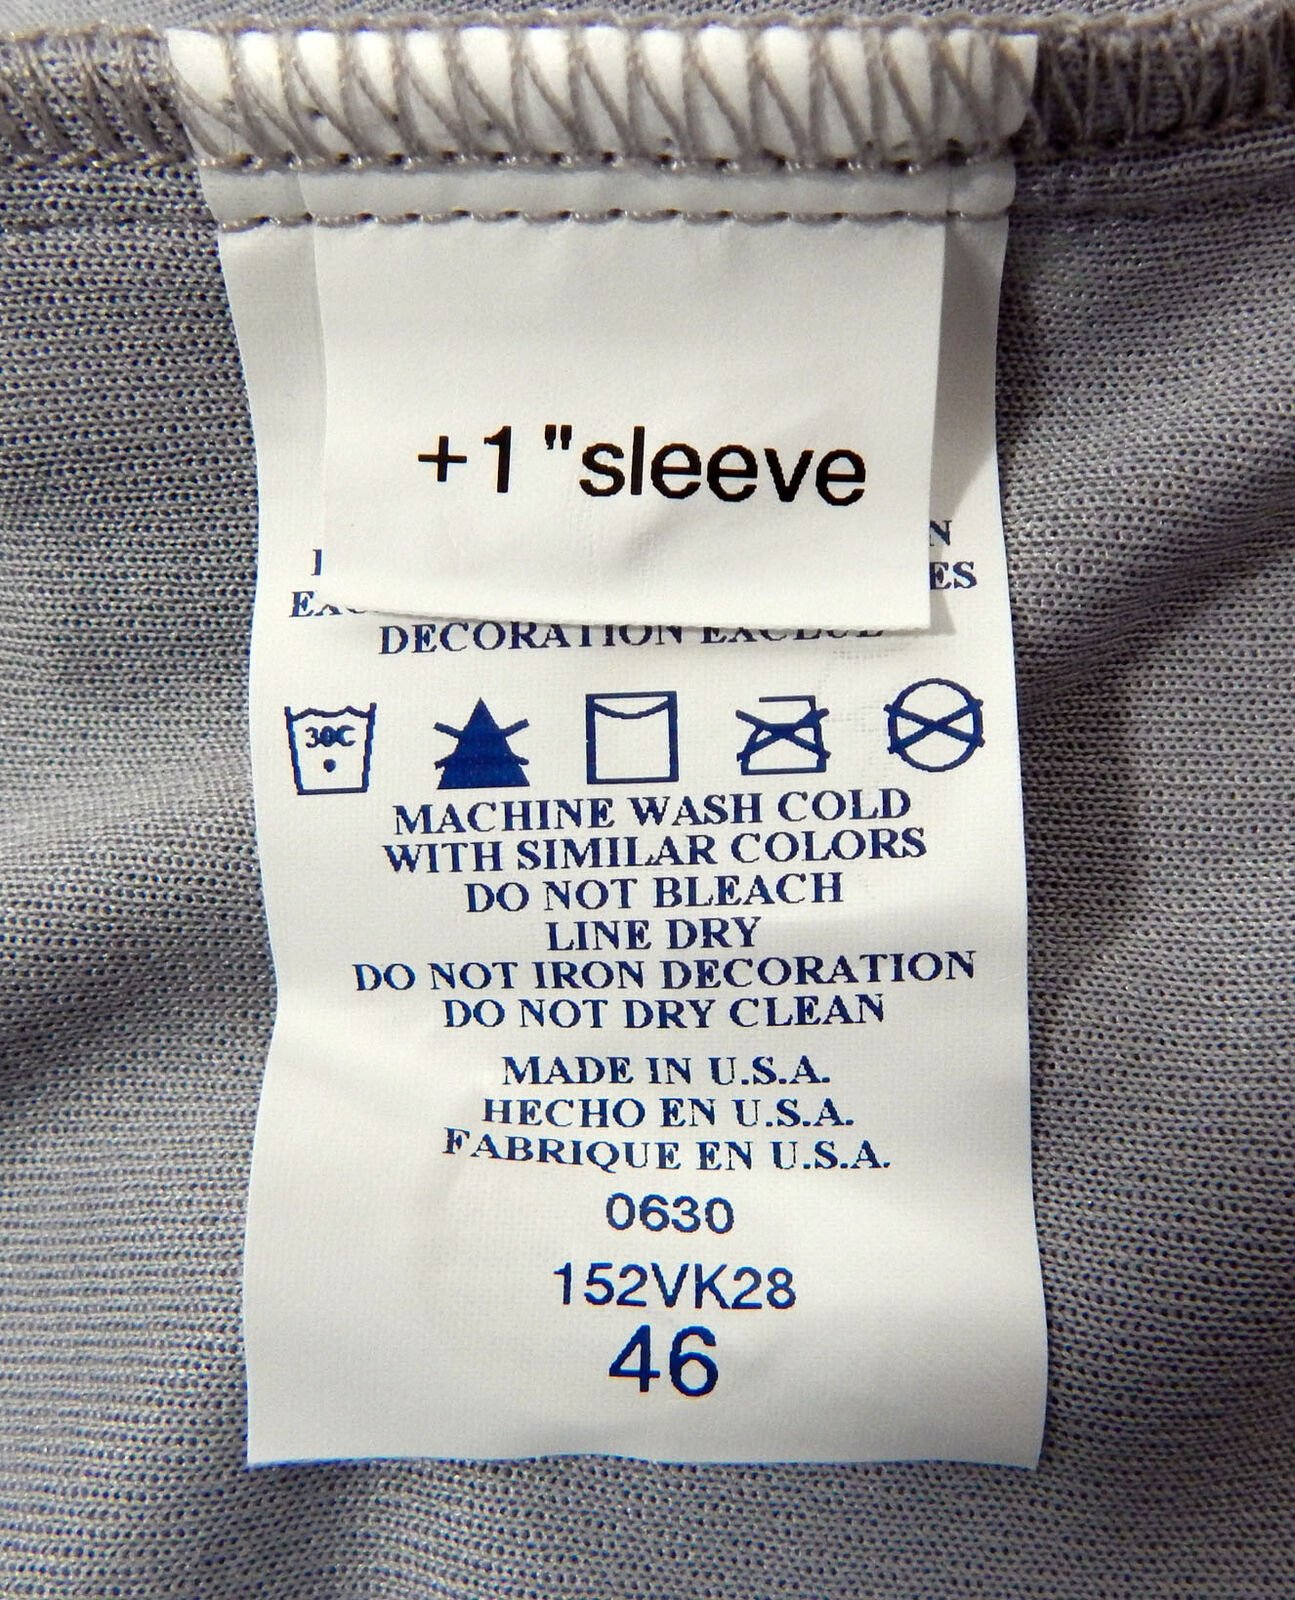 +1"sleeve
N
ES
DECORATION
30C
MACHINE WASH COLD
WITH SIMILAR COLORS
DO NOT BLEACH
LINE DRY
DO NOT IRON DECORATION
DO NOT DRY CLEAN
MADE IN U.S.A.
HECHO EN U.S.A.
FABRIQUE EN U.S.A.
0630
152VK28
46